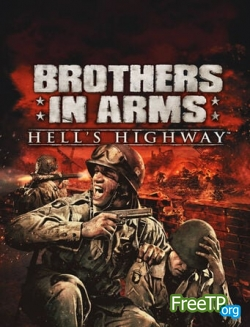 BROTHERS
IN ARMS
HELL'S HIGHWAY
FreeTP.org